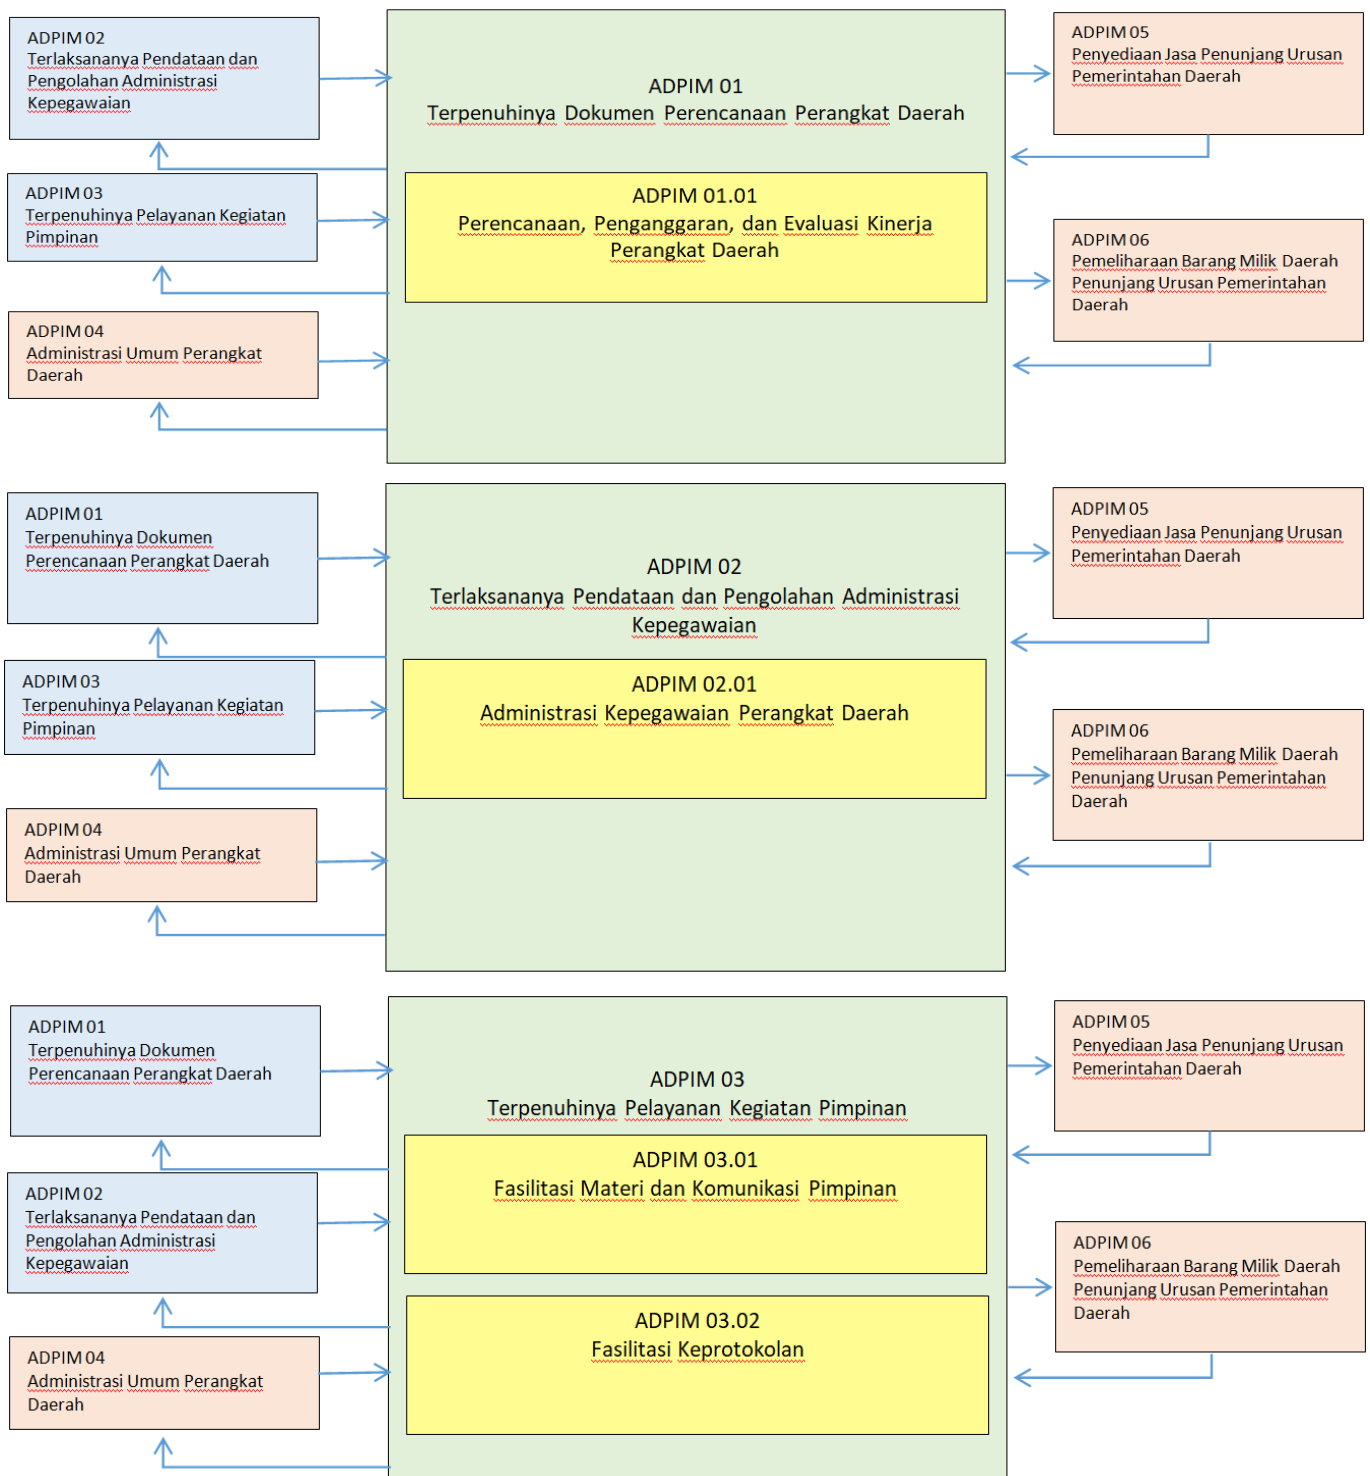 ADPIM 02
Terlaksananya Pendataan dan
Pengolahan Administrasi
Kepegawaian
ADPIM 03
Terpenuhinya Pelayanan Kegiatan
Pimpinan
ADPIM 04
Administrasi Umum Perangkat
Daerah
ADPIM 01
Terpenuhinya Dokumen Perencanaan Perangkat Daerah
ADPIM 01.01
Perencanaan, Penganggaran, dan Evaluasi Kinerja
Perangkat Daerah
ADPIM 05
Penyediaan Jasa Penunjang Urusan
Pemerintahan Daerah
ADPIM 06
Pemeliharaan Barang Milik Daerah
Penunjang Urusan Pemerintahan
Daerah
ADPIM 01
Terpenuhinya Dokumen
Perencanaan Perangkat Daerah
ADPIM 03
Terpenuhinya Pelayanan Kegiatan
Pimpinan
ADPIM 04
Administrasi Umum Perangkat
Daerah
ADPIM 02
Terlaksananya Pendataan dan Pengolahan Administrasi
Kepegawaian
ADPIM 02.01
Administrasi Kepegawaian Perangkat Daerah
ADPIM 05
Penyediaan Jasa Penunjang Urusan
Pemerintahan Daerah
ADPIM 06
Pemeliharaan Barang Milik Daerah
Penunjang Urusan Pemerintahan
Daerah
ADPIM 01
Terpenuhinya Dokumen
Perencanaan Perangkat Daerah
ADPIM 02
Terlaksananya Pendataan dan
Pengolahan Administrasi
Kepegawaian
ADPIM 04
Administrasi Umum Perangkat
Daerah
ADPIM 03
Terpenuhinya Pelayanan Kegiatan Pimpinan
ADPIM 03.01
Fasilitasi Materi dan Komunikasi Pimpinan
ADPIM 03.02
Fasilitasi Keprotokolan
ADPIM 05
Penyediaan Jasa Penunjang Urusan
Pemerintahan Daerah
ADPIM 06
Pemeliharaan Barang Milik Daerah
Penunjang Urusan Pemerintahan
Daerah